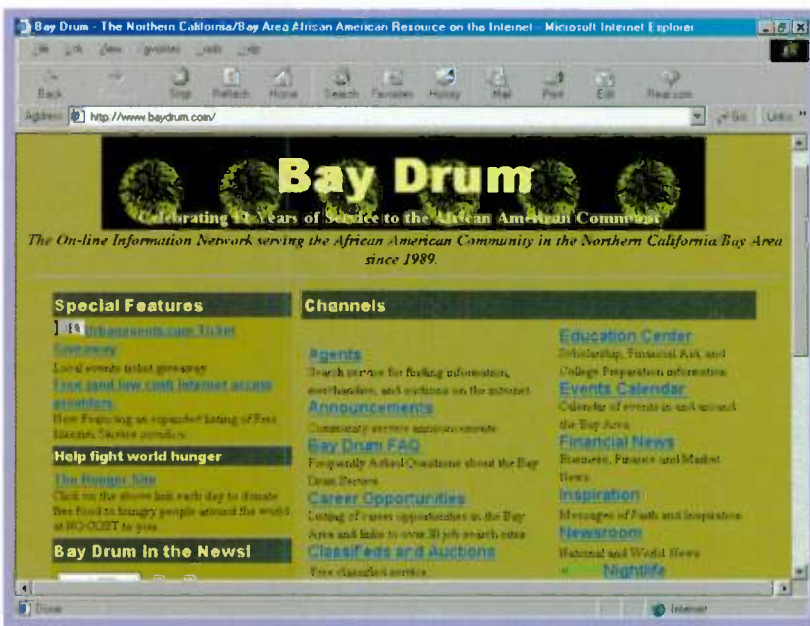 Bay Drum - The Northern California/Bay Area African American Resource on the Internet - Microsoft Internet Explorer
File Edit View Favorites Tools Help
Back Stop Refresh Home Search Favorites History Mail Print Edit Real.com
Address http://www.baydrum.com/ Go Links
Bay Drum
Celebrating 11 Years of Service to the African American Community
The On-line Information Network serving the African American Community in the Northern California Bay Area
since 1989.
Special Features
Ticket
Giveaway
Local events ticket giveaway
Free (and low cost) internet access
providers.
Now Featuring an expanded listing of Free
Internet Service providers
Help fight world hunger
The Hunger Site
Click on the above link each day to donate
free food to hungry people around the world
at NO COST to you
Bay Drum in the News!
Channels
Agents
Search service for finding information,
merchandise, and auctions on the internet.
Announcements
Community service announcements
Bay Drum FAQ
Frequently Asked Questions about the Bay
Drum Service
Career Opportunities
Listing of career opportunities in the Bay
Area and links to over 30 job search sites
Classifieds and Auctions
Free classified service
Education Center
Scholarship, Financial Aid, and
College Preparation information
Events Calendar
Calendar of events in and around
the Bay Area
Financial News
Business, Finance and Market
News
Inspiration
Messages of Faith and Inspiration
Newsroom
National and World News
Nightlife
Done Internet